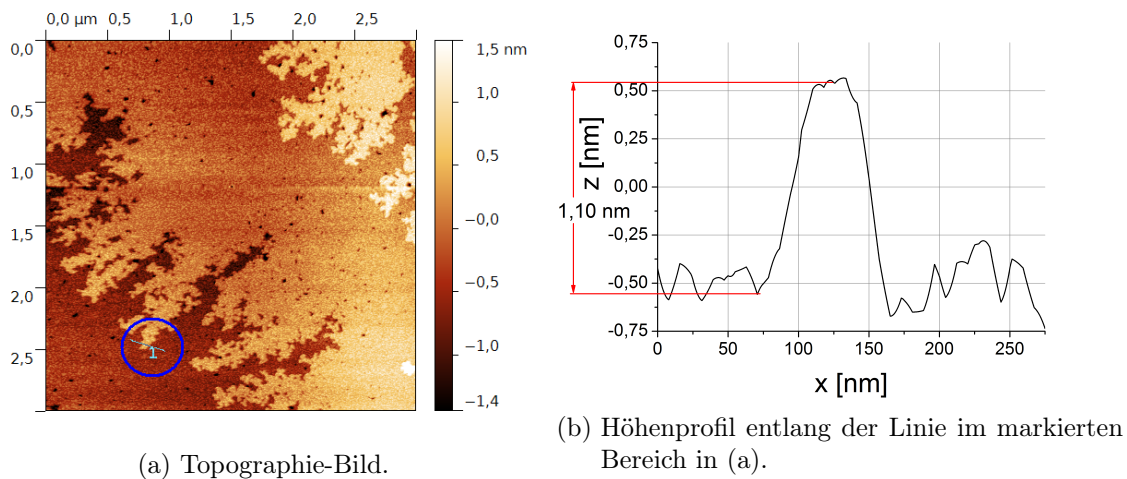 0,0 µm 0,5 1,0 1,5 2,0 2,5
0,0
0,5
1,0
1,5
2,0
2,5
1
1,5 nm
1,0
0,5
−0,0
−0,5
−1,0
−1,4
(a) Topographie-Bild.
0,75
0,50
0,25
0,00
-0,25
-0,50
-0,75
z [nm]
1,10 nm
0 50 100 150 200 250
x [nm]
(b) Höhenprofil entlang der Linie im markierten
Bereich in (a).